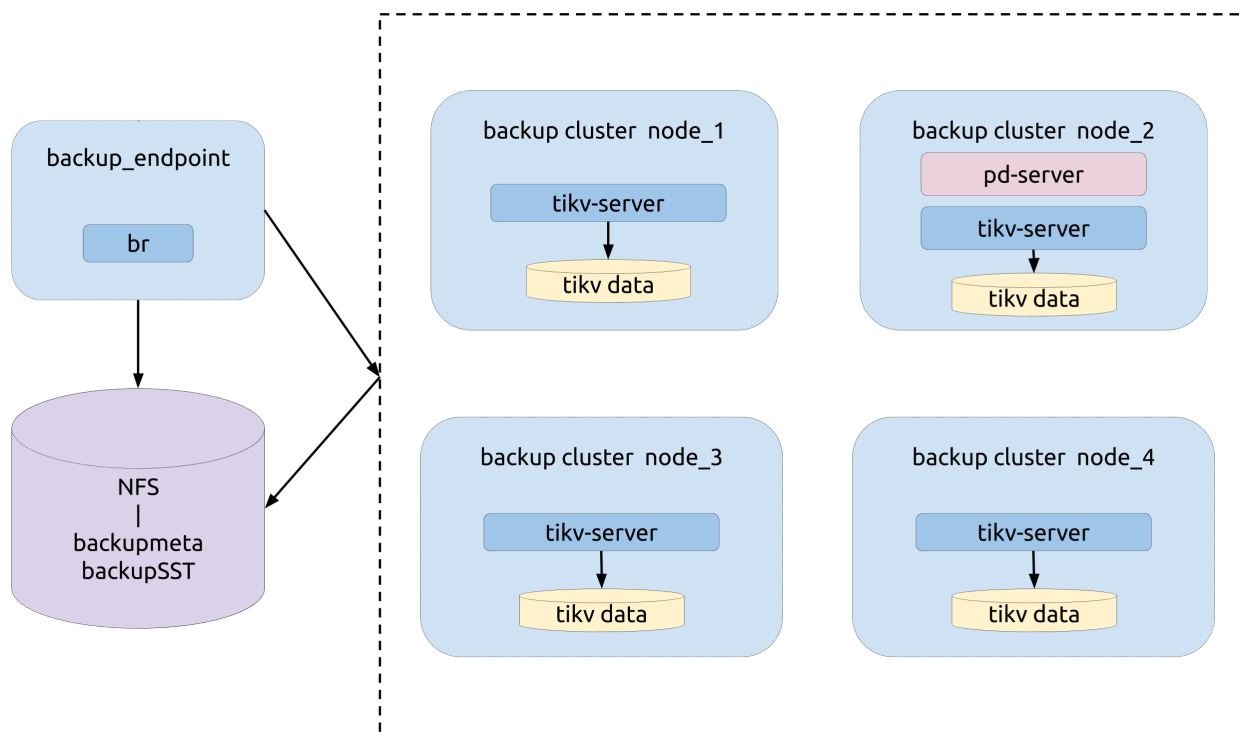 backup_endpoint
br
NFS
|
backupmeta
backupSST
backup cluster node_1
tikv-server
tikv data
backup cluster node_2
pd-server
tikv-server
tikv data
backup cluster node_3
tikv-server
tikv data
backup cluster node_4
tikv-server
tikv data